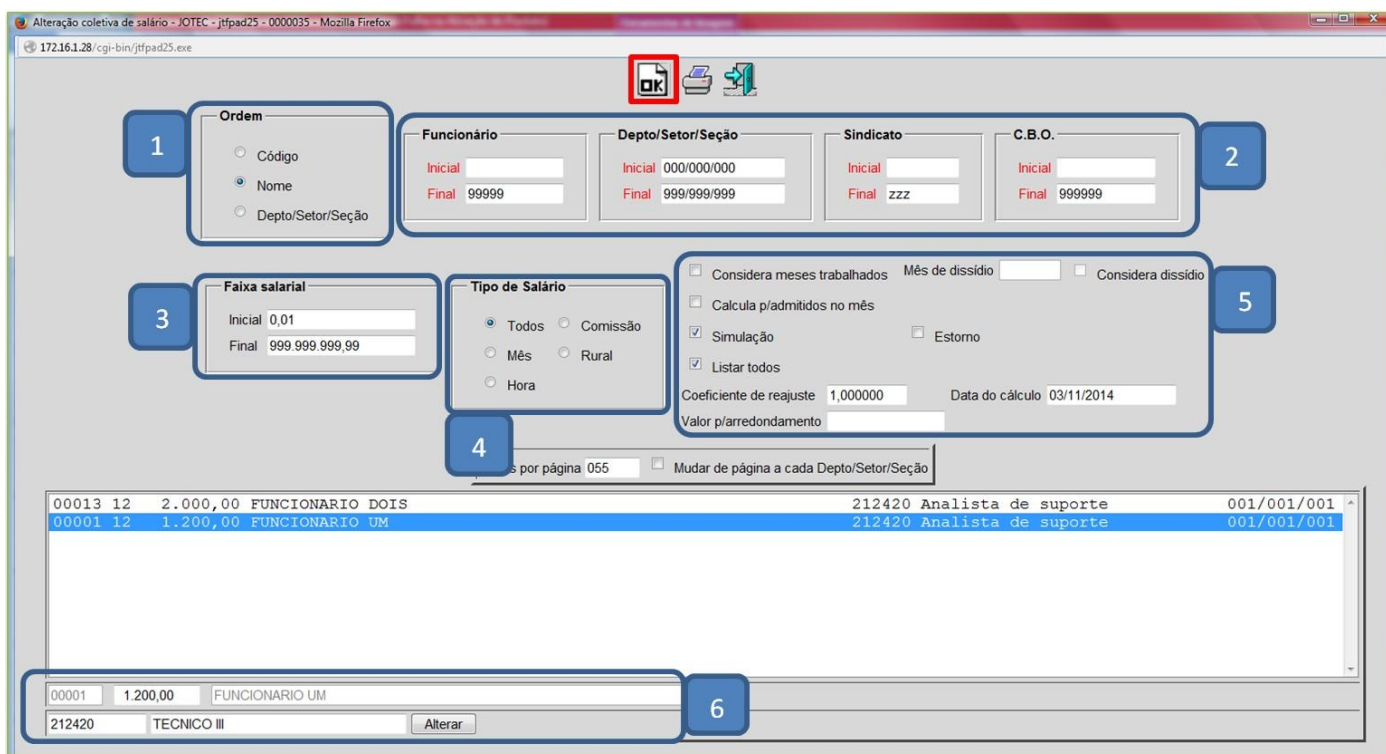 Alteração coletiva de salário - JOTEC - jtfpad25 - 0000035 - Mozilla Firefox
172.16.1.28/cgi-bin/jtfpad25.exe
OK
1
Ordem
Código
Nome
Depto/Setor/Seção
Funcionário
Inicial
Final 99999
Depto/Setor/Seção
Inicial 000/000/000
Final 999/999/999
Sindicato
Inicial
Final zzz
C.B.O.
Inicial
Final 999999
2
3
Faixa salarial
Inicial 0,01
Final 999.999.999,99
Tipo de Salário
Todos Comissão
Mês Rural
Hora
4
Considera meses trabalhados Mês de dissídio Considera dissídio
Calcula p/admitidos no mês
Simulação Estorno
Listar todos
Coeficiente de reajuste 1,000000 Data do cálculo 03/11/2014
Valor p/arredondamento
5
por página 055 Mudar de página a cada Depto/Setor/Seção
00013 12 2.000,00 FUNCIONARIO DOIS 212420 Analista de suporte 001/001/001
00001 12 1.200,00 FUNCIONARIO UM 212420 Analista de suporte 001/001/001
00001 1.200,00 FUNCIONARIO UM
212420 TECNICO III Alterar
6